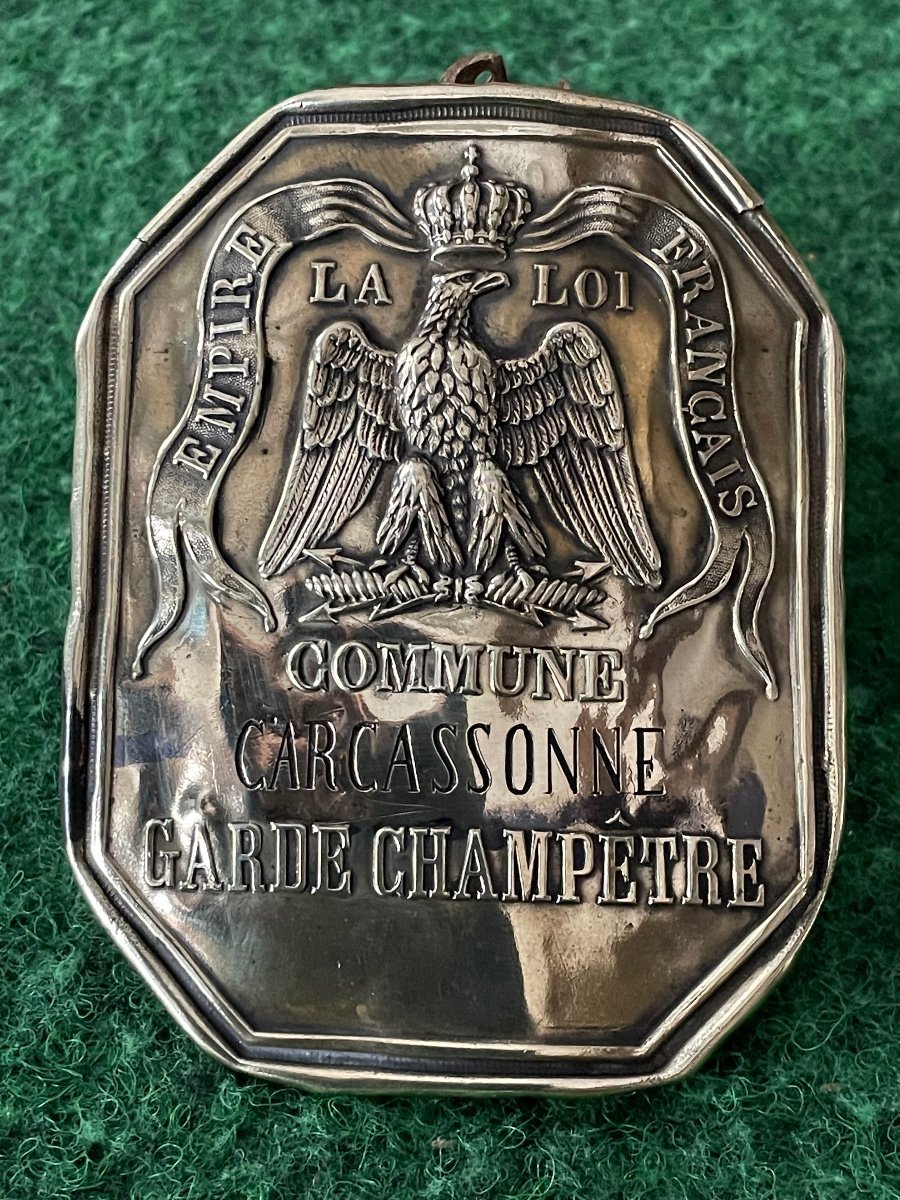 EMPIRE FRANÇAIS
LA LOI
COMMUNE
CARCASSONNE
GARDE CHAMPÊTRE